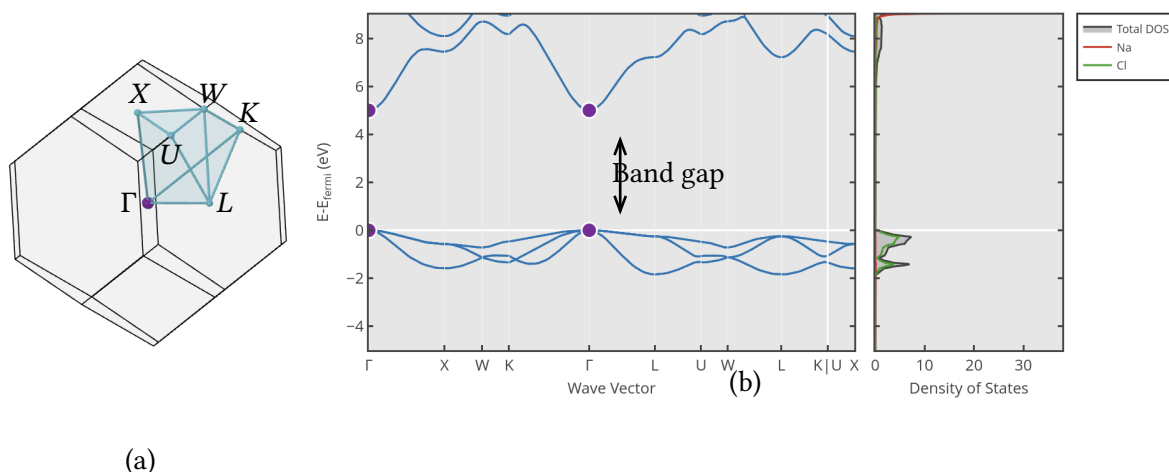 X
W
K
U
Γ
L
(a)
E-E_fermi (eV)
8
6
4
2
0
−2
−4
Band gap
Γ X W K Γ L U W L K|U X
Wave Vector
(b)
0 10 20 30
Density of States
Total DOS
Na
Cl